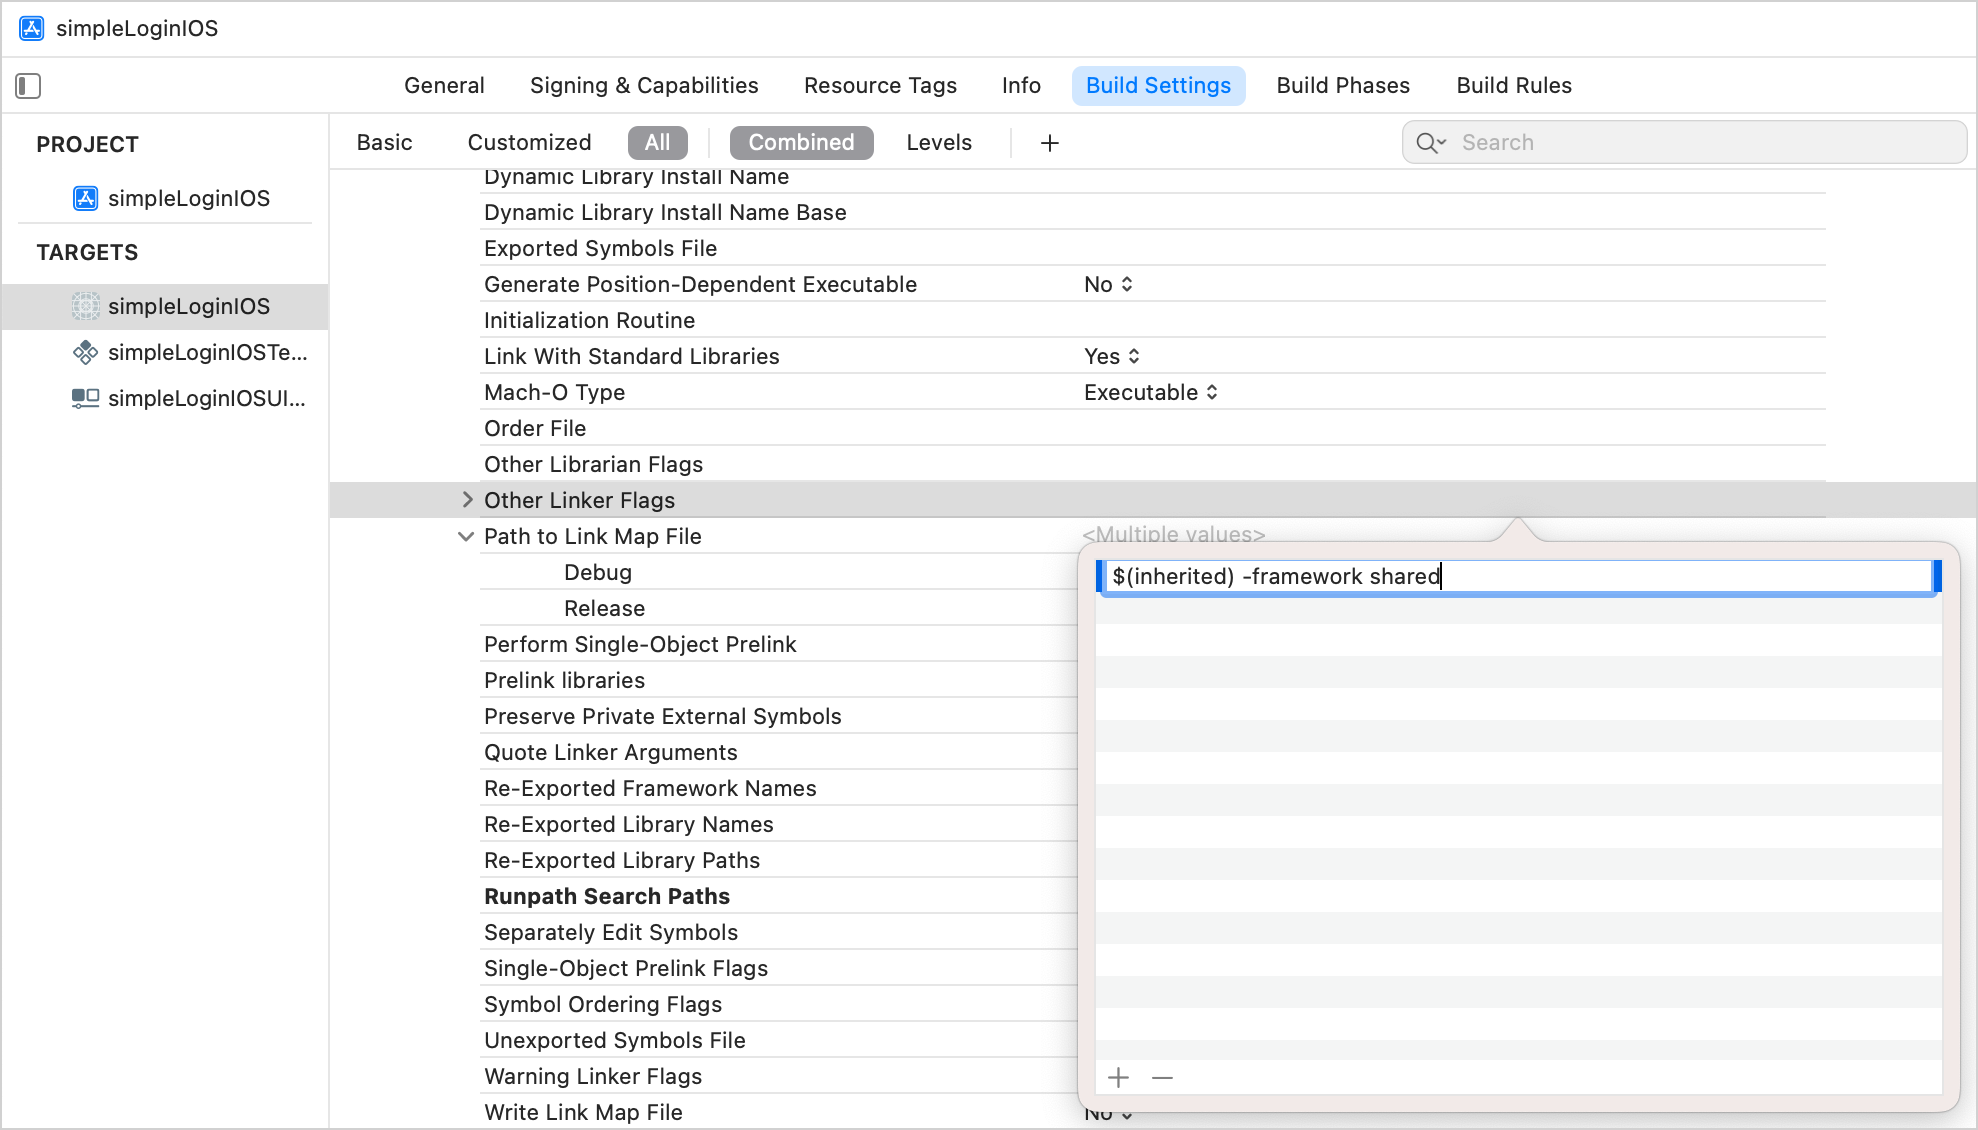 simpleLoginIOS
General Signing & Capabilities Resource Tags Info Build Settings Build Phases Build Rules
PROJECT
simpleLoginIOS
TARGETS
simpleLoginIOS
simpleLoginIOSTe...
simpleLoginIOSUI...
Basic Customized All Combined Levels + Search
Dynamic Library Install Name
Dynamic Library Install Name Base
Exported Symbols File
Generate Position-Dependent Executable No
Initialization Routine
Link With Standard Libraries Yes
Mach-O Type Executable
Order File
Other Librarian Flags
Other Linker Flags
Path to Link Map File <Multiple values>
Debug
Release
Perform Single-Object Prelink
Prelink libraries
Preserve Private External Symbols
Quote Linker Arguments
Re-Exported Framework Names
Re-Exported Library Names
Re-Exported Library Paths
Runpath Search Paths
Separately Edit Symbols
Single-Object Prelink Flags
Symbol Ordering Flags
Unexported Symbols File
Warning Linker Flags
Write Link Map File No
$(inherited) -framework shared